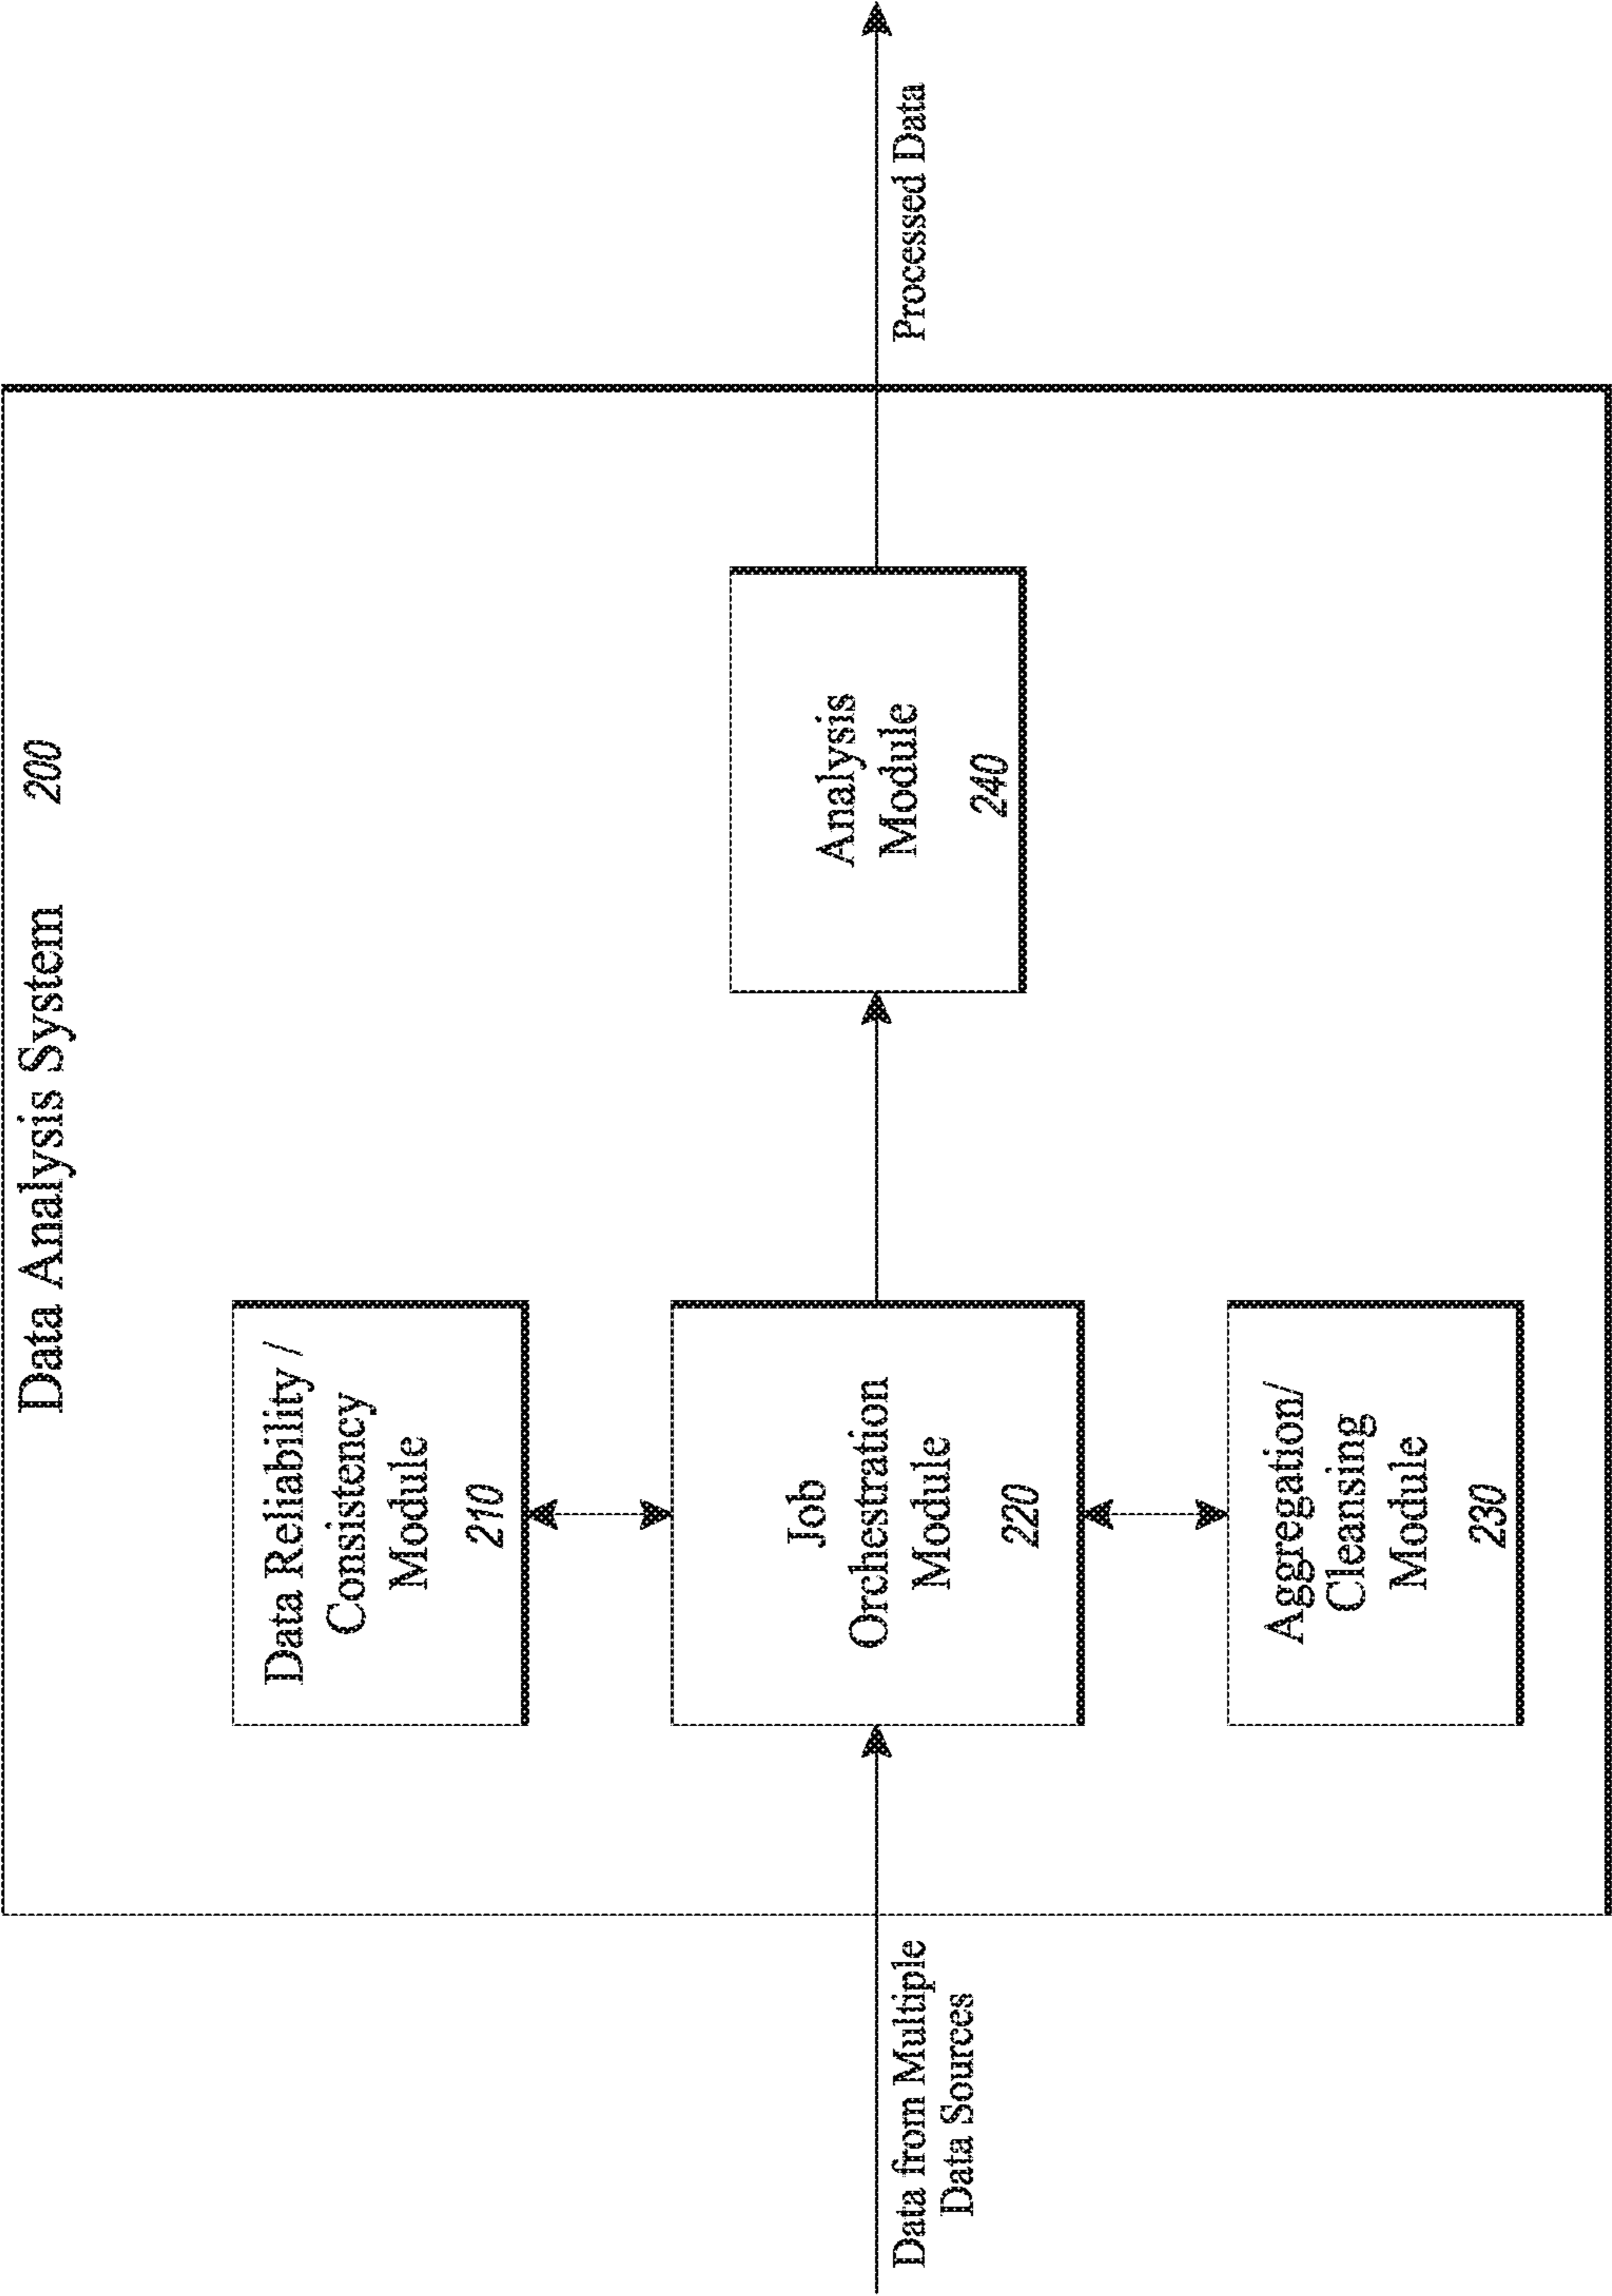 Data Analysis System 200
Data Reliability /
Consistency
Module
210
Data from Multiple
Data Sources
Job
Orchestration
Module
220
Analysis
Module
240
Processed Data
Aggregation/
Cleansing
Module
230